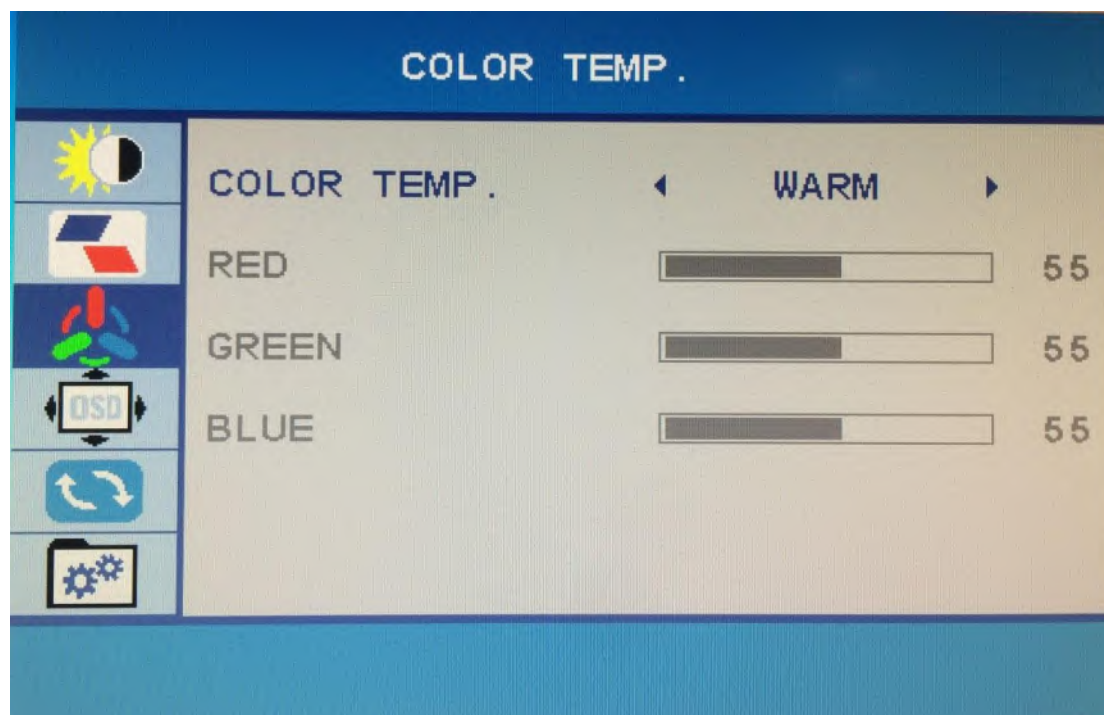 COLOR TEMP.
COLOR TEMP. WARM
RED 55
GREEN 55
BLUE 55
OSD